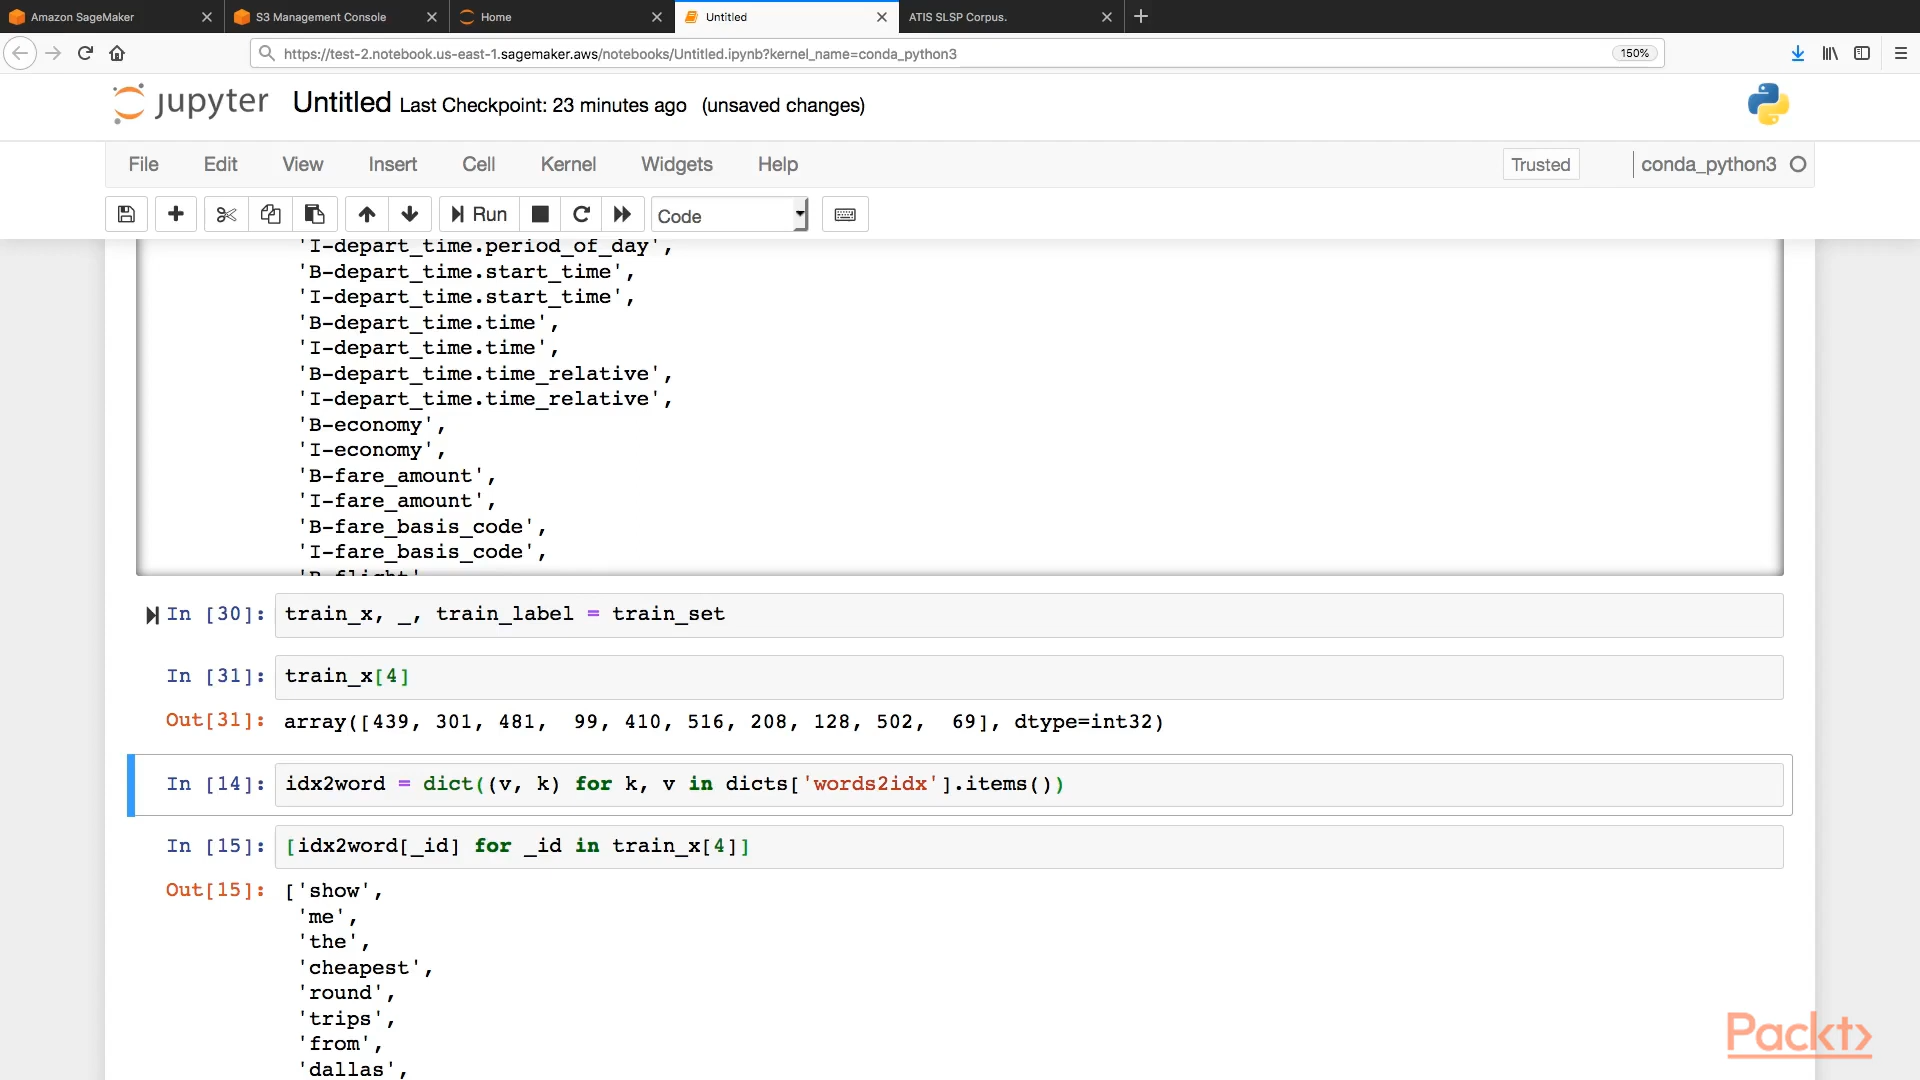 Amazon SageMaker
S3 Management Console
Home
Untitled
ATIS SLSP Corpus.
https://test-2.notebook.us-east-1.sagemaker.aws/notebooks/Untitled.ipynb?kernel_name=conda_python3
150%
jupyter Untitled Last Checkpoint: 23 minutes ago (unsaved changes)
File Edit View Insert Cell Kernel Widgets Help
Trusted
conda_python3
Run
Code
'I-depart_time.period_of_day',
'B-depart_time.start_time',
'I-depart_time.start_time',
'B-depart_time.time',
'I-depart_time.time',
'B-depart_time.time_relative',
'I-depart_time.time_relative',
'B-economy',
'I-economy',
'B-fare_amount',
'I-fare_amount',
'B-fare_basis_code',
'I-fare_basis_code',
In [30]: train_x, _, train_label = train_set
In [31]: train_x[4]
Out[31]: array([439, 301, 481,  99, 410, 516, 208, 128, 502,  69], dtype=int32)
In [14]: idx2word = dict((v, k) for k, v in dicts['words2idx'].items())
In [15]: [idx2word[_id] for _id in train_x[4]]
Out[15]: ['show',
'me',
'the',
'cheapest',
'round',
'trips',
'from',
'dallas',
Packt>